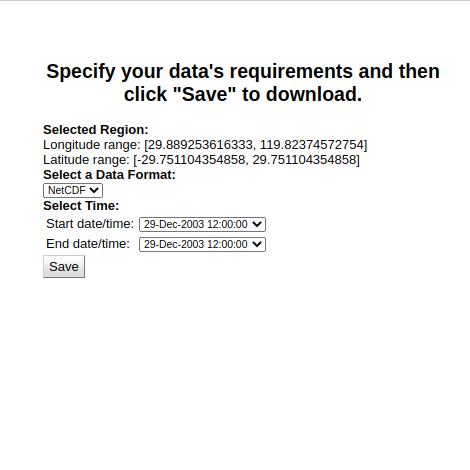 Specify your data's requirements and then
click "Save" to download.
Selected Region:
Longitude range: [29.889253616333, 119.82374572754]
Latitude range: [-29.751104354858, 29.751104354858]
Select a Data Format:
NetCDF
Select Time:
Start date/time: 29-Dec-2003 12:00:00
End date/time: 29-Dec-2003 12:00:00
Save